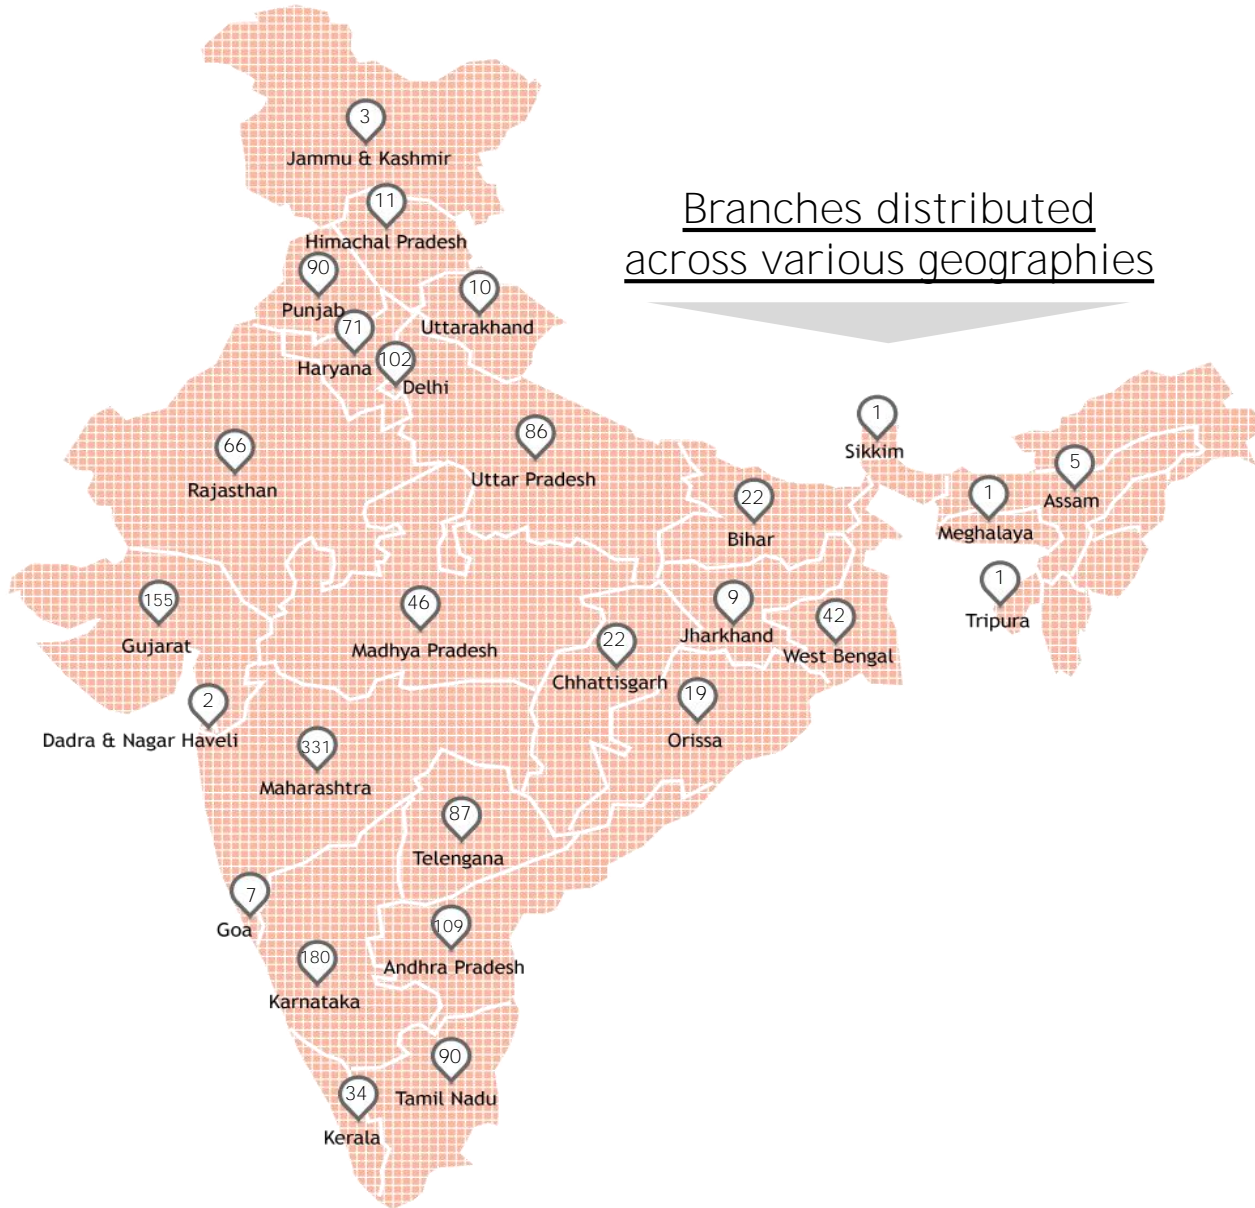 3
Jammu & Kashmir
11
Himachal Pradesh
Branches distributed
across various geographies
90
Punjab
10
Uttarakhand
71
Haryana
102
Delhi
66
Rajasthan
86
Uttar Pradesh
1
Sikkim
5
Assam
22
Bihar
1
Meghalaya
1
Tripura
155
Gujarat
46
Madhya Pradesh
9
Jharkhand
42
West Bengal
22
Chhattisgarh
19
Orissa
2
Dadra & Nagar Haveli
331
Maharashtra
87
Telengana
7
Goa
109
Andhra Pradesh
180
Karnataka
90
Tamil Nadu
34
Kerala